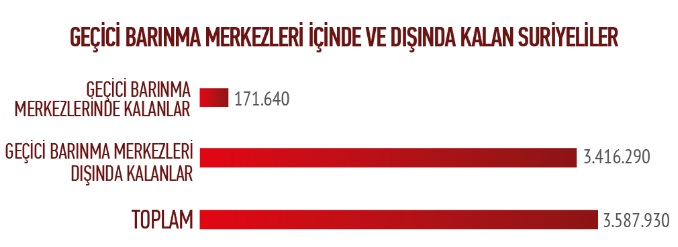 GEÇİCİ BARINMA MERKEZLERİ İÇİNDE VE DIŞINDA KALAN SURİYELİLER
GEÇİCİ BARINMA
MERKEZLERİNDE KALANLAR
171.640
GEÇİCİ BARINMA MERKEZLERİ
DIŞINDA KALANLAR
3.416.290
TOPLAM
3.587.930